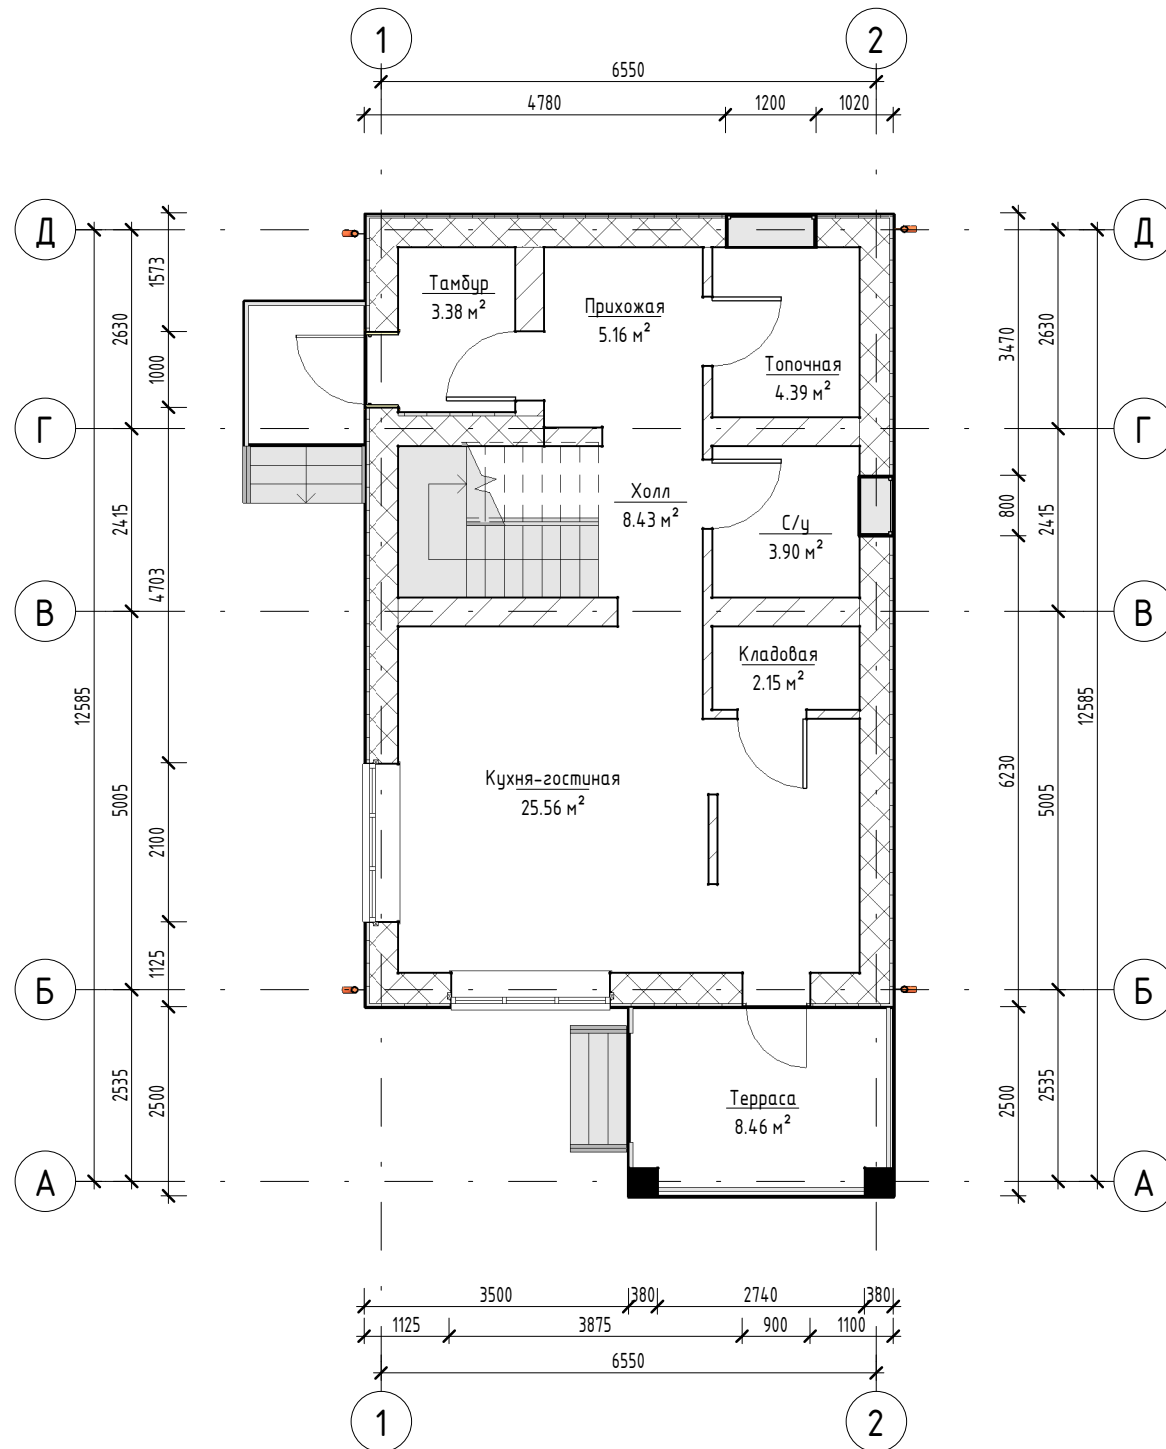 1
2
6550
4780
1200
1020
Д
Д
1573
2630
1000
3470
2630
Тамбур
3.38 м²
Прихожая
5.16 м²
Топочная
4.39 м²
Г
Г
2415
4703
Холл
8.43 м²
С/у
3.90 м²
800
2415
В
В
Кладовая
2.15 м²
12585
12585
5005
2100
1125
Кухня-гостиная
25.56 м²
6230
5005
Б
Б
2535
2500
Терраса
8.46 м²
2500
2535
А
А
3500
380
2740
380
1125
3875
900
1100
6550
1
2